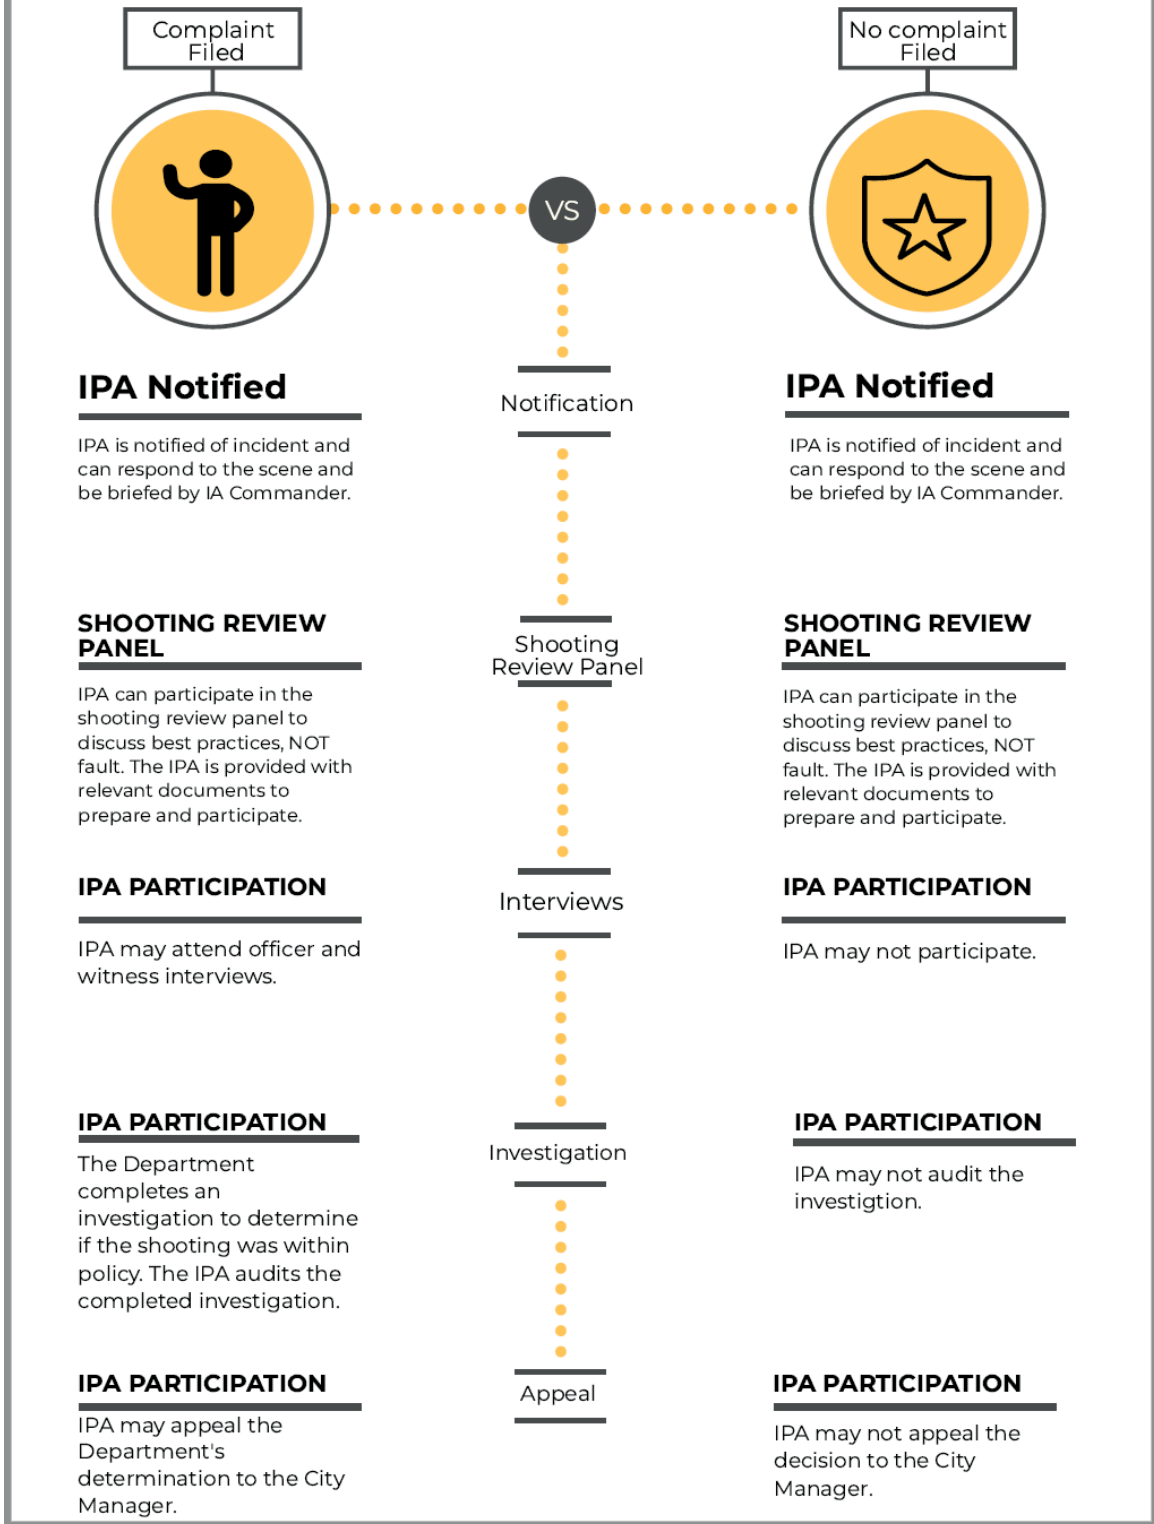 Complaint
Filed
No complaint
Filed
VS
IPA Notified
IPA is notified of incident and
can respond to the scene and
be briefed by IA Commander.
Notification
IPA Notified
IPA is notified of incident and
can respond to the scene and
be briefed by IA Commander.
SHOOTING REVIEW
PANEL
IPA can participate in the
shooting review panel to
discuss best practices, NOT
fault. The IPA is provided with
relevant documents to
prepare and participate.
Shooting
Review Panel
SHOOTING REVIEW
PANEL
IPA can participate in the
shooting review panel to
discuss best practices, NOT
fault. The IPA is provided with
relevant documents to
prepare and participate.
IPA PARTICIPATION
IPA may attend officer and
witness interviews.
Interviews
IPA PARTICIPATION
IPA may not participate.
IPA PARTICIPATION
The Department
completes an
investigation to determine
if the shooting was within
policy. The IPA audits the
completed investigation.
Investigation
IPA PARTICIPATION
IPA may not audit the
investigtion.
IPA PARTICIPATION
IPA may appeal the
Department's
determination to the City
Manager.
Appeal
IPA PARTICIPATION
IPA may not appeal the
decision to the City
Manager.